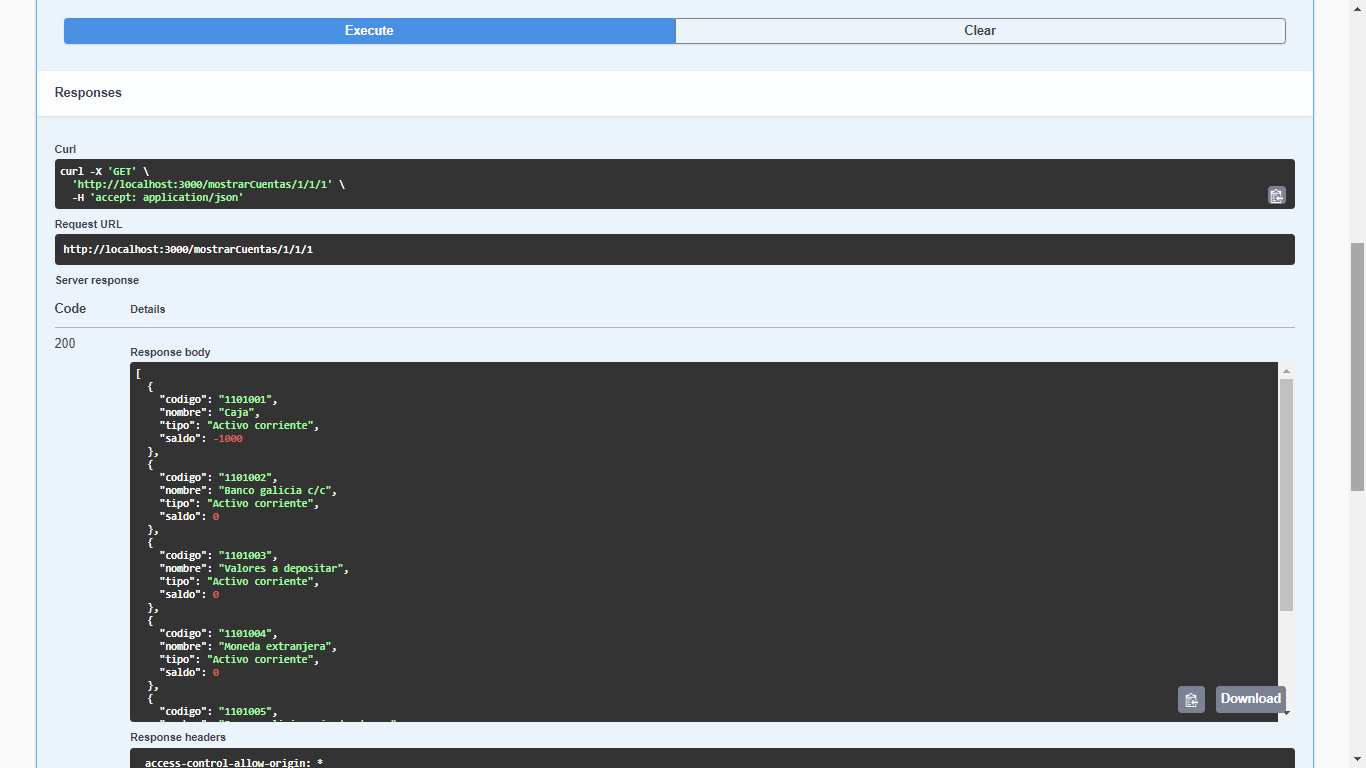 Execute
Clear
Responses
Curl
curl -X 'GET' \
  'http://localhost:3000/mostrarCuentas/1/1/1' \
  -H 'accept: application/json'
Request URL
http://localhost:3000/mostrarCuentas/1/1/1
Server response
Code Details
200
Response body
[
  {
    "codigo": "1101001",
    "nombre": "Caja",
    "tipo": "Activo corriente",
    "saldo": -1000
  },
  {
    "codigo": "1101002",
    "nombre": "Banco galicia c/c",
    "tipo": "Activo corriente",
    "saldo": 0
  },
  {
    "codigo": "1101003",
    "nombre": "Valores a depositar",
    "tipo": "Activo corriente",
    "saldo": 0
  },
  {
    "codigo": "1101004",
    "nombre": "Moneda extranjera",
    "tipo": "Activo corriente",
    "saldo": 0
  },
  {
    "codigo": "1101005",
Download
Response headers
access-control-allow-origin: *